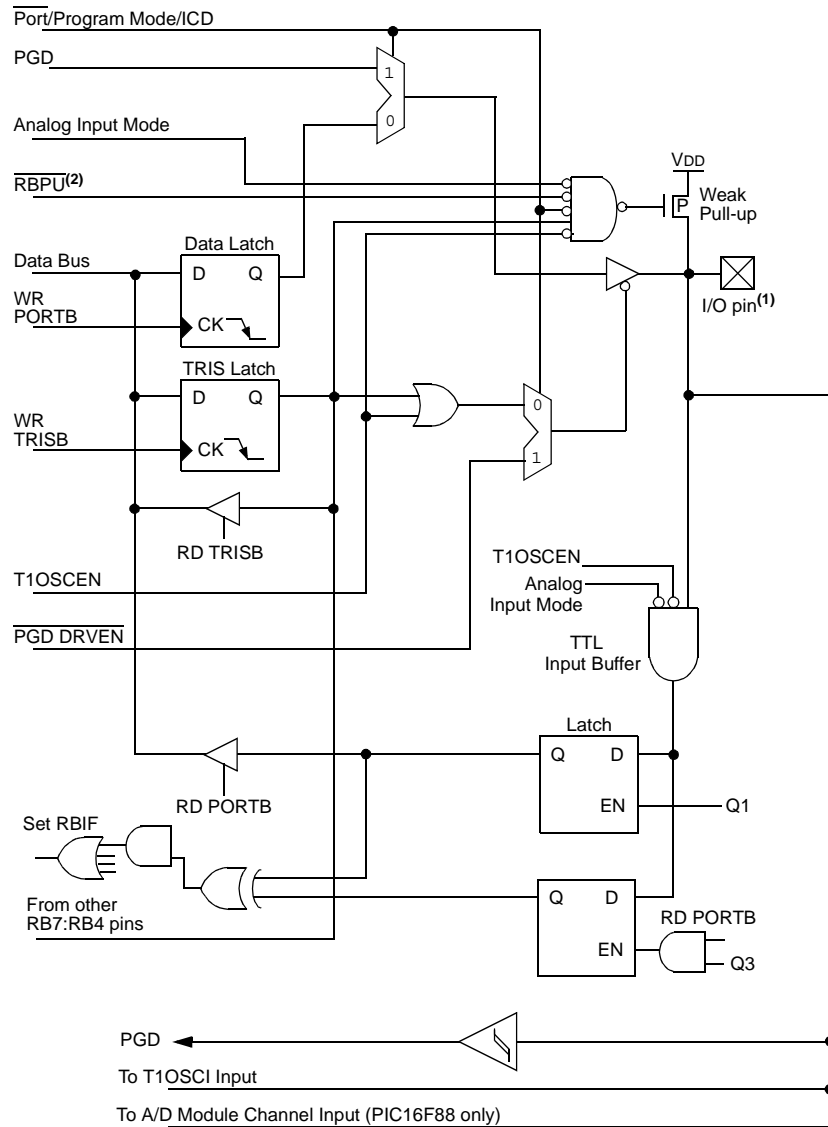 Port/Program Mode/ICD
PGD
1
0
Analog Input Mode
RBPU(2)
VDD
P
Weak
Pull-up
Data Latch
Data Bus
D
Q
WR
PORTB
CK
I/O pin(1)
TRIS Latch
D
Q
WR
TRISB
CK
0
1
RD TRISB
T1OSCEN
T1OSCEN
Analog
Input Mode
PGD DRVEN
TTL
Input Buffer
Latch
Q
D
EN
Q1
RD PORTB
Set RBIF
Q
D
EN
RD PORTB
Q3
From other
RB7:RB4 pins
PGD
To T1OSCI Input
To A/D Module Channel Input (PIC16F88 only)